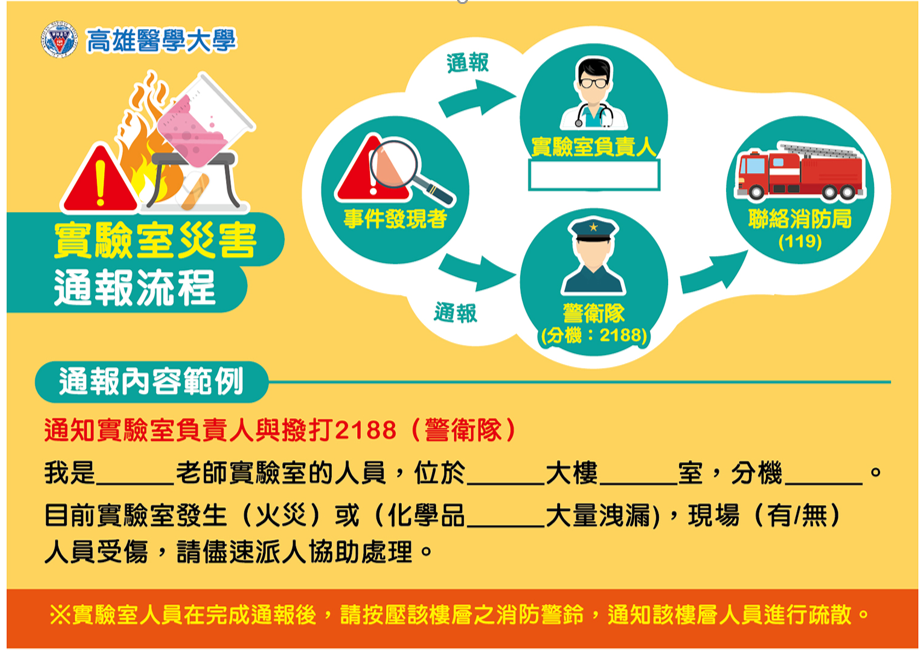 高雄醫學大學
實驗室災害
通報流程
事件發現者
通報
實驗室負責人
通報
警衛隊
(分機：2188)
聯絡消防局
(119)
通報內容範例
通知實驗室負責人與撥打2188（警衛隊）
我是_____老師實驗室的人員，位於_____大樓_____室，分機_____。
目前實驗室發生（火災）或（化學品_____大量洩漏)，現場（有/無）
人員受傷，請儘速派人協助處理。
※實驗室人員在完成通報後，請按壓該樓層之消防警鈴，通知該樓層人員進行疏散。